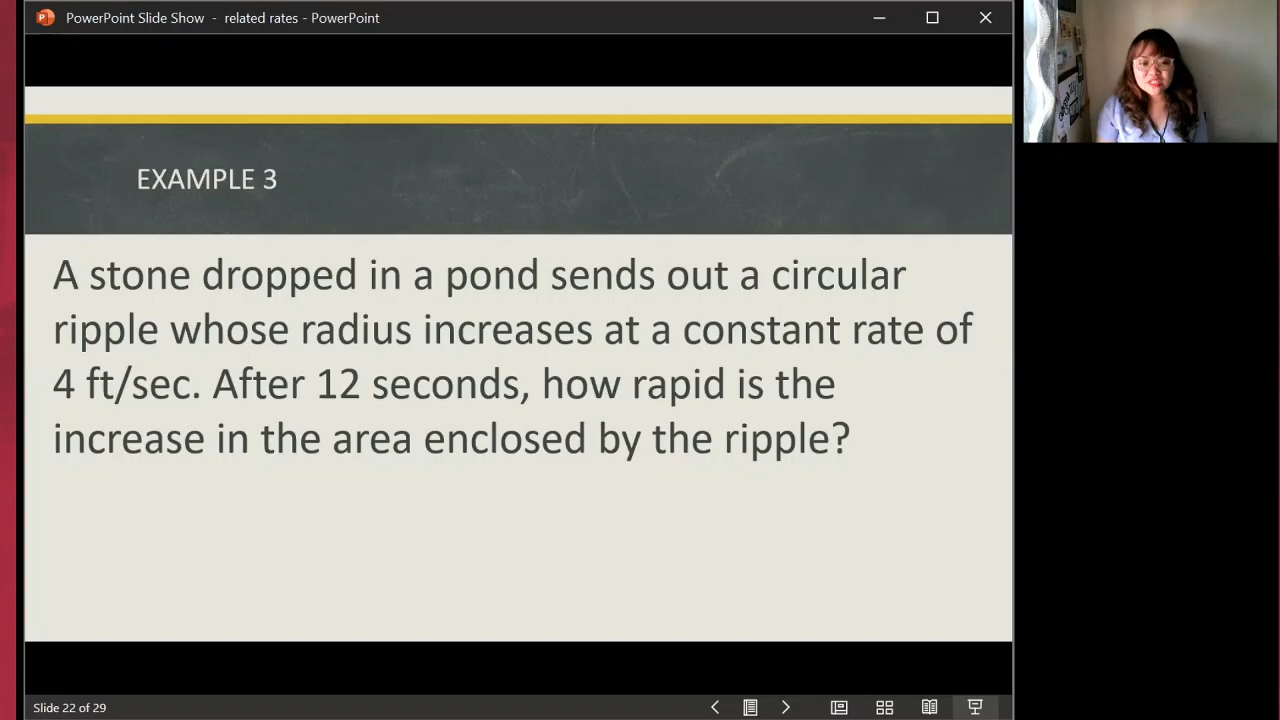 PowerPoint Slide Show - related rates - PowerPoint
EXAMPLE 3
A stone dropped in a pond sends out a circular
ripple whose radius increases at a constant rate of
4 ft/sec. After 12 seconds, how rapid is the
increase in the area enclosed by the ripple?
Slide 22 of 29